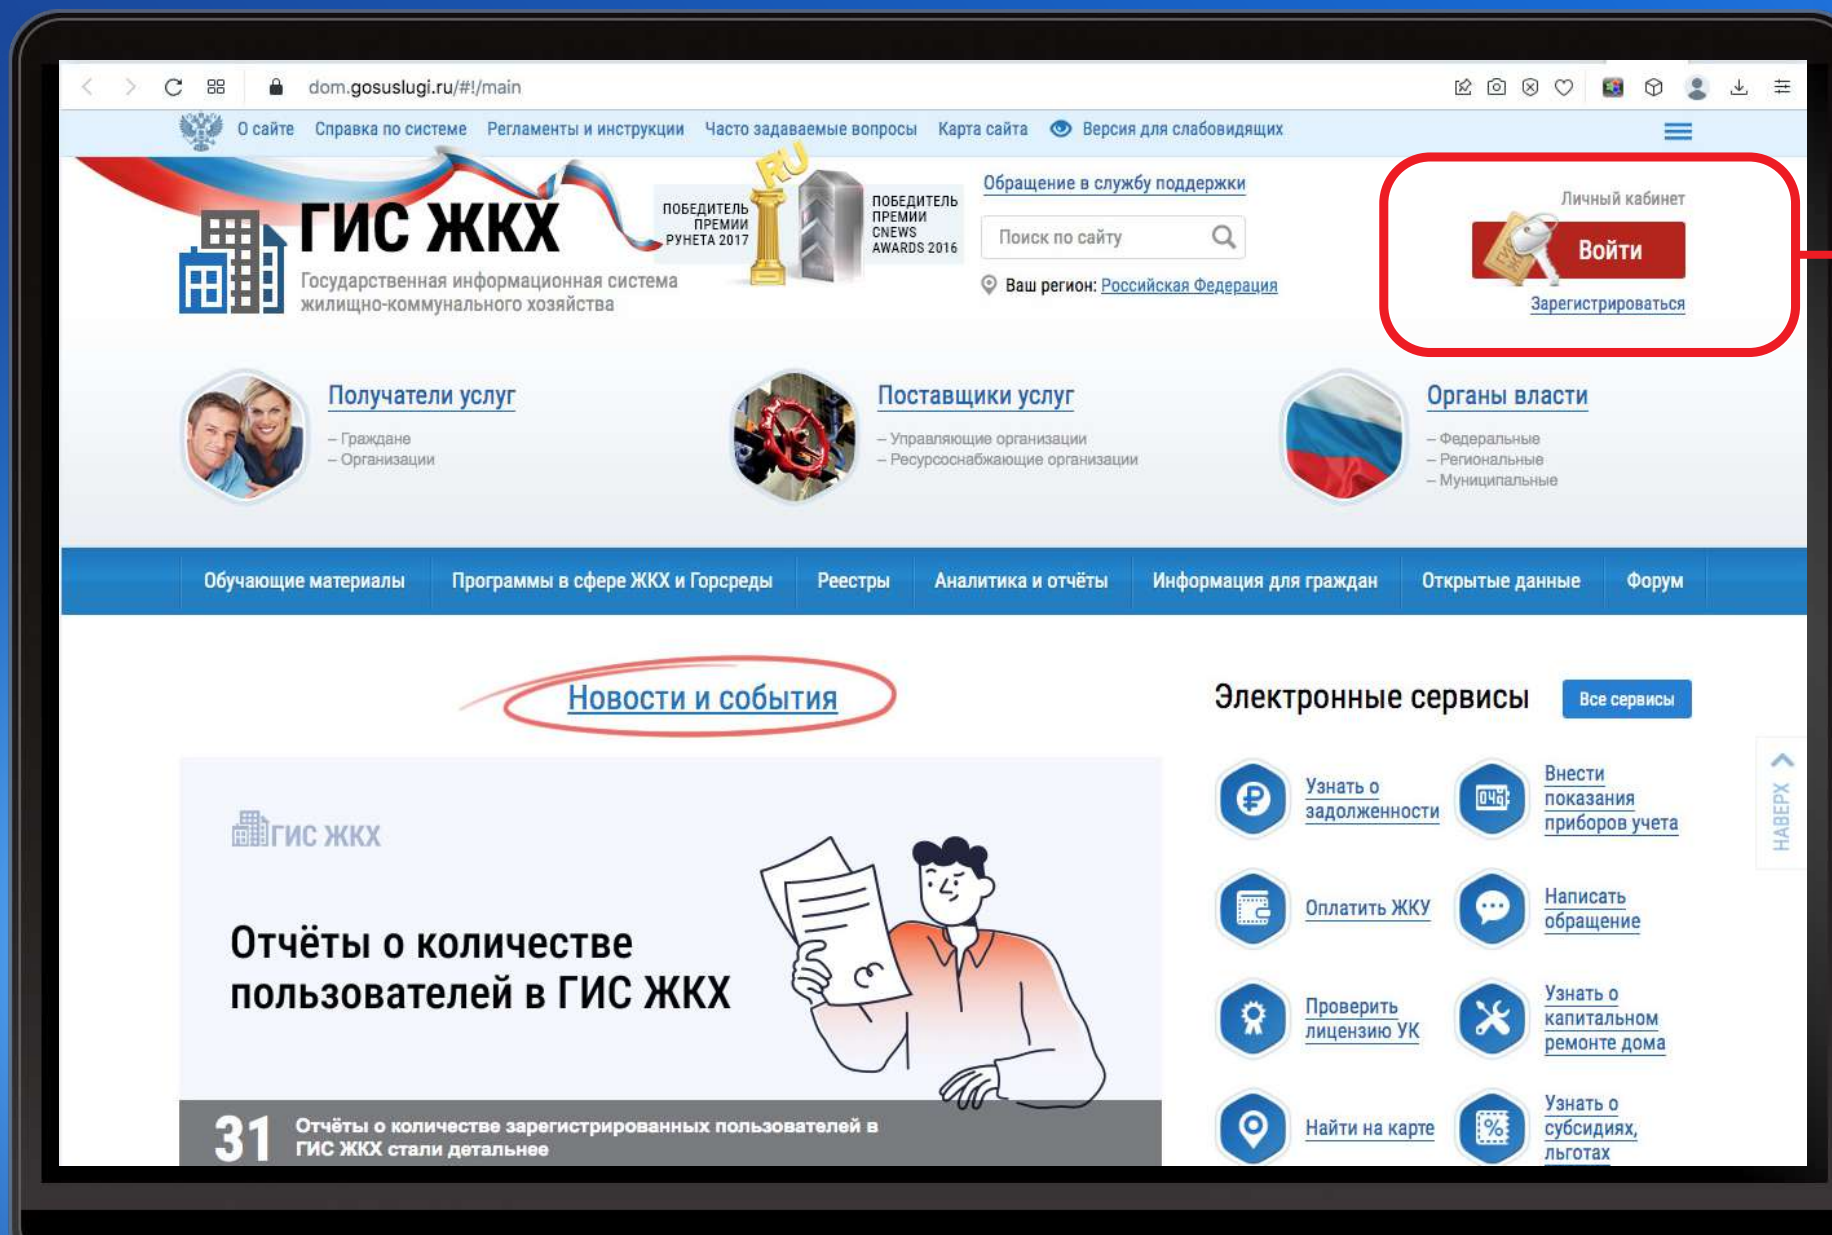 dom.gosuslugi.ru/#!/main
О сайте Справка по системе Регламенты и инструкции Часто задаваемые вопросы Карта сайта Версия для слабовидящих
ГИС ЖКХ
Государственная информационная система
жилищно-коммунального хозяйства
ПОБЕДИТЕЛЬ
ПРЕМИИ
РУНЕТА 2017
RU
ПОБЕДИТЕЛЬ
ПРЕМИИ
CNEWS
AWARDS 2016
Обращение в службу поддержки
Поиск по сайту
Ваш регион: Российская Федерация
Личный кабинет
Войти
Зарегистрироваться
Получатели услуг
– Граждане
– Организации
Поставщики услуг
– Управляющие организации
– Ресурсоснабжающие организации
Органы власти
– Федеральные
– Региональные
– Муниципальные
Обучающие материалы Программы в сфере ЖКХ и Горсреды Реестры Аналитика и отчёты Информация для граждан Открытые данные Форум
Новости и события
ГИС ЖКХ
Отчёты о количестве
пользователей в ГИС ЖКХ
31
Отчёты о количестве зарегистрированных пользователей в
ГИС ЖКХ стали детальнее
Электронные сервисы Все сервисы
Узнать о
задолженности
Внести
показания
приборов учета
Оплатить ЖКУ
Написать
обращение
Проверить
лицензию УК
Узнать о
капитальном
ремонте дома
Найти на карте
Узнать о
субсидиях,
льготах
НАВЕРХ